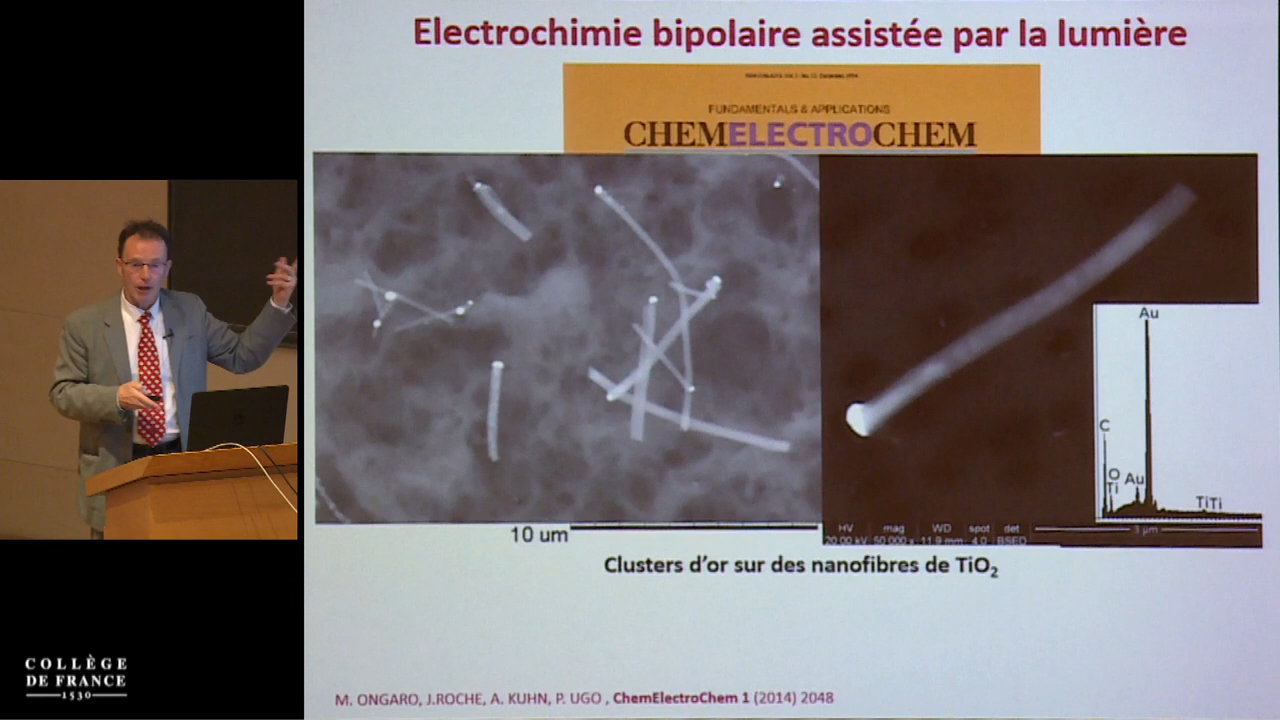 Electrochimie bipolaire assistée par la lumière
FUNDAMENTALS & APPLICATIONS
CHEMELECTROCHEM
Au
C
O
Ti
Au
TiTi
HV mag WD spot det
20.00 kV 50 000 x 11.9 mm 4.0 BSED
3 µm
10 um
Clusters d'or sur des nanofibres de TiO₂
M. ONGARO, J.ROCHE, A. KUHN, P. UGO , ChemElectroChem 1 (2014) 2048
COLLÈGE
DE FRANCE
1530